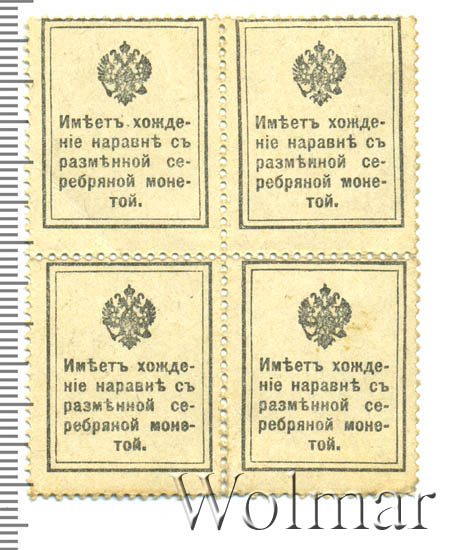 Имѣетъ хожде-
ніе наравнѣ съ
размѣнной се-
ребряной моне-
той.
Имѣетъ хожде-
ніе наравнѣ съ
размѣнной се-
ребряной моне-
той.
Имѣетъ хожде-
ніе наравнѣ съ
размѣнной се-
ребряной моне-
той.
Имѣетъ хожде-
ніе наравнѣ съ
размѣнной се-
ребряной моне-
той.
Wolmar